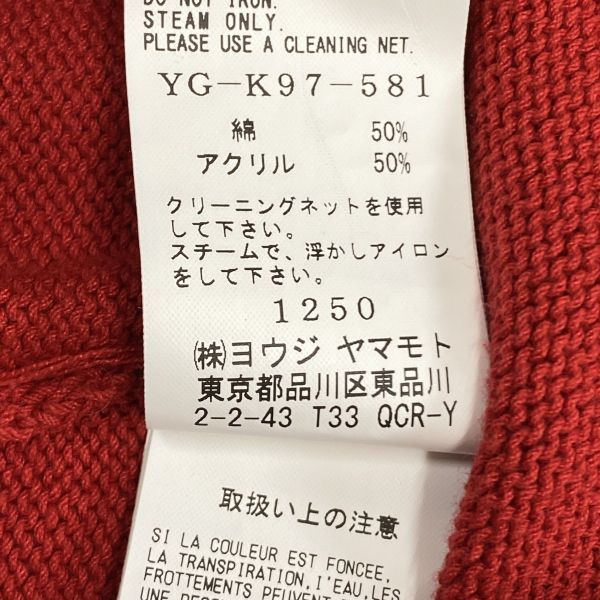 DO NOT IRON.
STEAM ONLY.
PLEASE USE A CLEANING NET.
YG-K97-581
綿 50%
アクリル 50%
クリーニングネットを使用
して下さい。
スチームで、浮かしアイロン
をして下さい。
1250
㈱ヨウジ ヤマモト
東京都品川区東品川
2-2-43 T33 QCR-Y
取扱い上の注意
SI LA COULEUR EST FONCEE,
LA TRANSPIRATION, l'EAU, LES
FROTTEMENTS PEUVENT
UNE